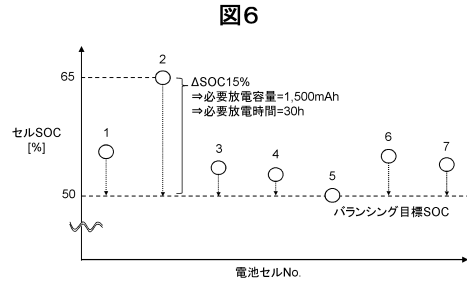 図6
65
2
ΔSOC15%
⇒必要放電容量=1,500mAh
⇒必要放電時間=30h
セルSOC
[%]
1
3
4
5
6
7
50
バランシング目標SOC
電池セルNo.